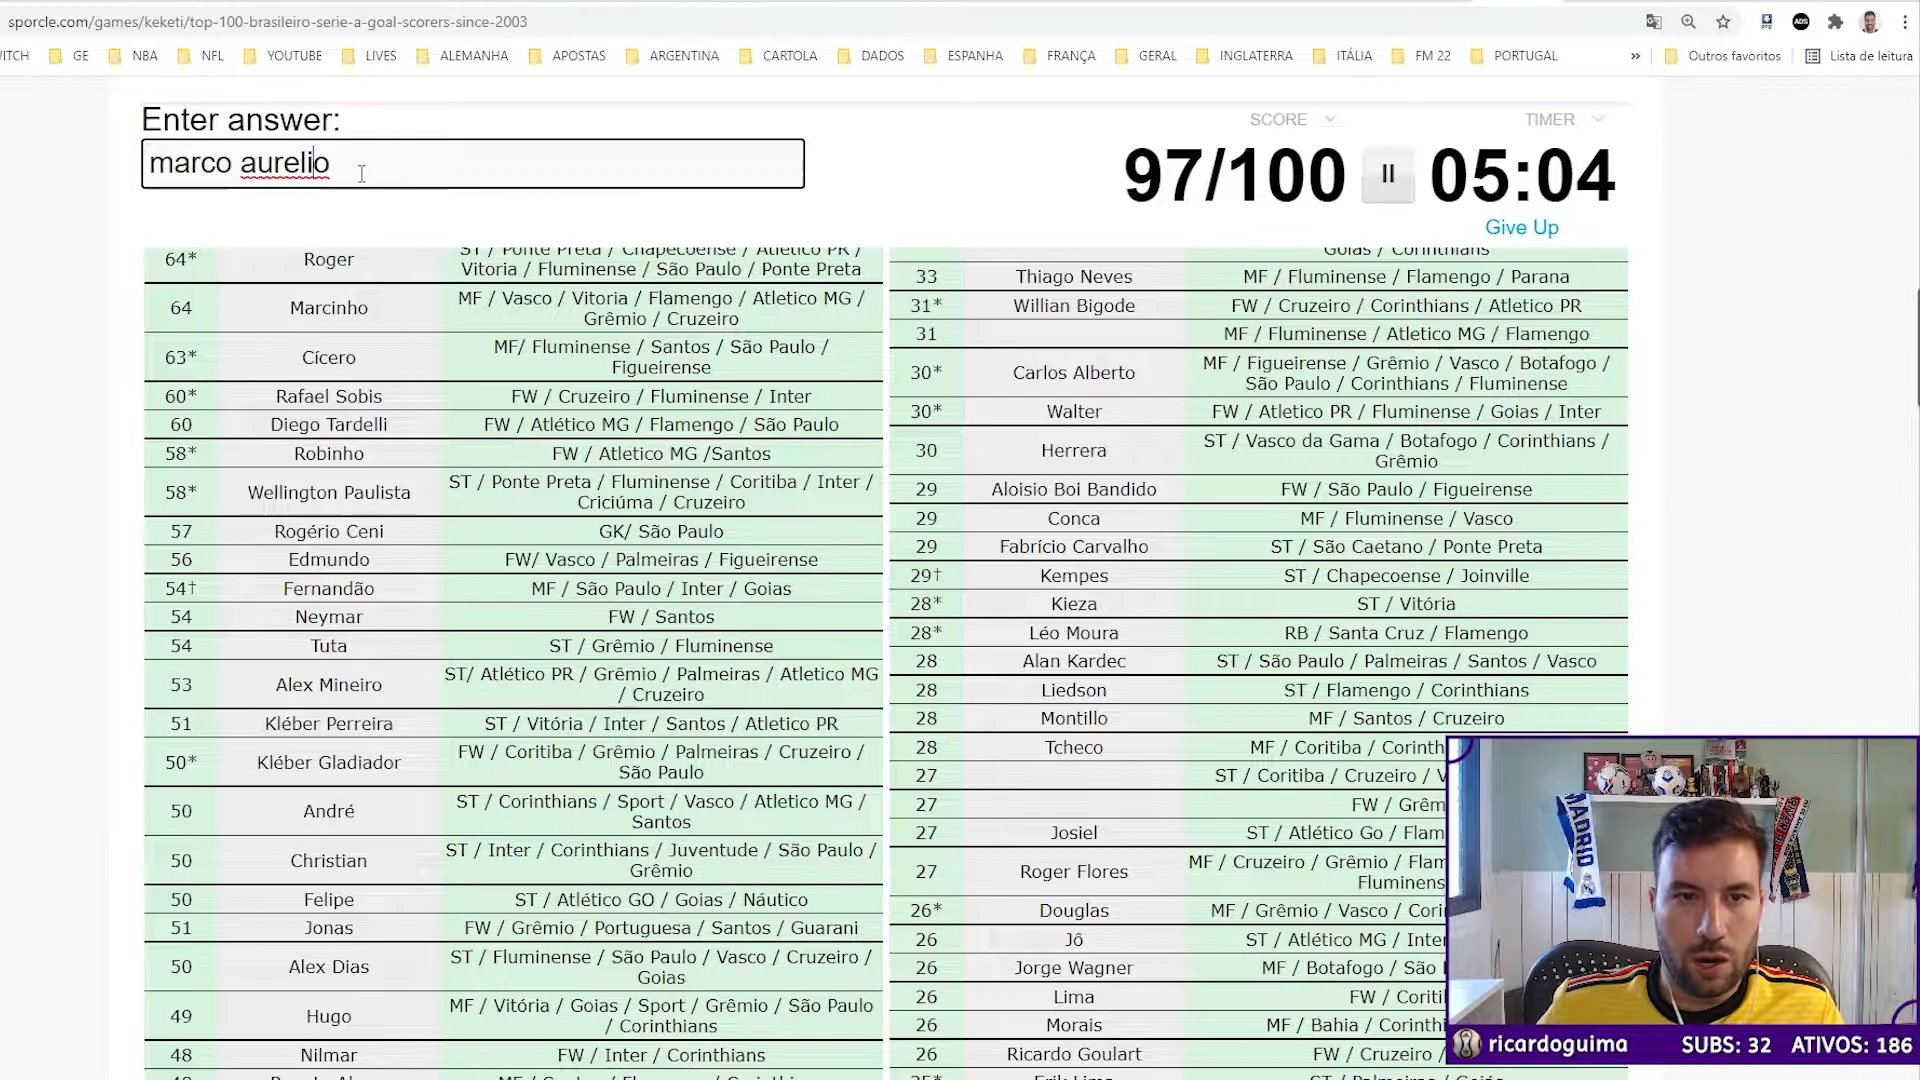 sporcle.com/games/keketi/top-100-brasileiro-serie-a-goal-scorers-since-2003
ITCH GE NBA NFL YOUTUBE LIVES ALEMANHA APOSTAS ARGENTINA CARTOLA DADOS ESPANHA FRANÇA GERAL INGLATERRA ITÁLIA FM 22 PORTUGAL » Outros favoritos Lista de leitura
Enter answer:
marco aurelio
SCORE
TIMER
97/100
05:04
Give Up
64* Roger ST / Ponte Preta / Chapecoense / Atletico PR /
Vitoria / Fluminense / São Paulo / Ponte Preta
64 Marcinho MF / Vasco / Vitoria / Flamengo / Atletico MG /
Grêmio / Cruzeiro
63* Cícero MF/ Fluminense / Santos / São Paulo /
Figueirense
60* Rafael Sobis FW / Cruzeiro / Fluminense / Inter
60 Diego Tardelli FW / Atlético MG / Flamengo / São Paulo
58* Robinho FW / Atletico MG /Santos
58* Wellington Paulista ST / Ponte Preta / Fluminense / Coritiba / Inter /
Criciúma / Cruzeiro
57 Rogério Ceni GK/ São Paulo
56 Edmundo FW/ Vasco / Palmeiras / Figueirense
54† Fernandão MF / São Paulo / Inter / Goias
54 Neymar FW / Santos
54 Tuta ST / Grêmio / Fluminense
53 Alex Mineiro ST/ Atlético PR / Grêmio / Palmeiras / Atletico MG
/ Cruzeiro
51 Kléber Perreira ST / Vitória / Inter / Santos / Atletico PR
50* Kléber Gladiador FW / Coritiba / Grêmio / Palmeiras / Cruzeiro /
São Paulo
50 André ST / Corinthians / Sport / Vasco / Atletico MG /
Santos
50 Christian ST / Inter / Corinthians / Juventude / São Paulo /
Grêmio
50 Felipe ST / Atlético GO / Goias / Náutico
51 Jonas FW / Grêmio / Portuguesa / Santos / Guarani
50 Alex Dias ST / Fluminense / São Paulo / Vasco / Cruzeiro /
Goias
49 Hugo MF / Vitória / Goias / Sport / Grêmio / São Paulo
/ Corinthians
48 Nilmar FW / Inter / Corinthians
Goiás / Corinthians
33 Thiago Neves MF / Fluminense / Flamengo / Parana
31* Willian Bigode FW / Cruzeiro / Corinthians / Atletico PR
31 MF / Fluminense / Atletico MG / Flamengo
30* Carlos Alberto MF / Figueirense / Grêmio / Vasco / Botafogo /
São Paulo / Corinthians / Fluminense
30* Walter FW / Atletico PR / Fluminense / Goias / Inter
30 Herrera ST / Vasco da Gama / Botafogo / Corinthians /
Grêmio
29 Aloisio Boi Bandido FW / São Paulo / Figueirense
29 Conca MF / Fluminense / Vasco
29 Fabrício Carvalho ST / São Caetano / Ponte Preta
29† Kempes ST / Chapecoense / Joinville
28* Kieza ST / Vitória
28* Léo Moura RB / Santa Cruz / Flamengo
28 Alan Kardec ST / São Paulo / Palmeiras / Santos / Vasco
28 Liedson ST / Flamengo / Corinthians
28 Montillo MF / Santos / Cruzeiro
28 Tcheco MF / Coritiba / Corinth
27 ST / Coritiba / Cruzeiro / V
27 FW / Grêm
27 Josiel ST / Atlético Go / Flam
27 Roger Flores MF / Cruzeiro / Grêmio / Flam
Fluminens
26* Douglas MF / Grêmio / Vasco / Cori
26 Jô ST / Atlético MG / Inte
26 Jorge Wagner MF / Botafogo / São
26 Lima FW / Coriti
26 Morais MF / Bahia / Corinth
26 Ricardo Goulart FW / Cruzeiro /
MADRID
ricardoguima SUBS: 32 ATIVOS: 186